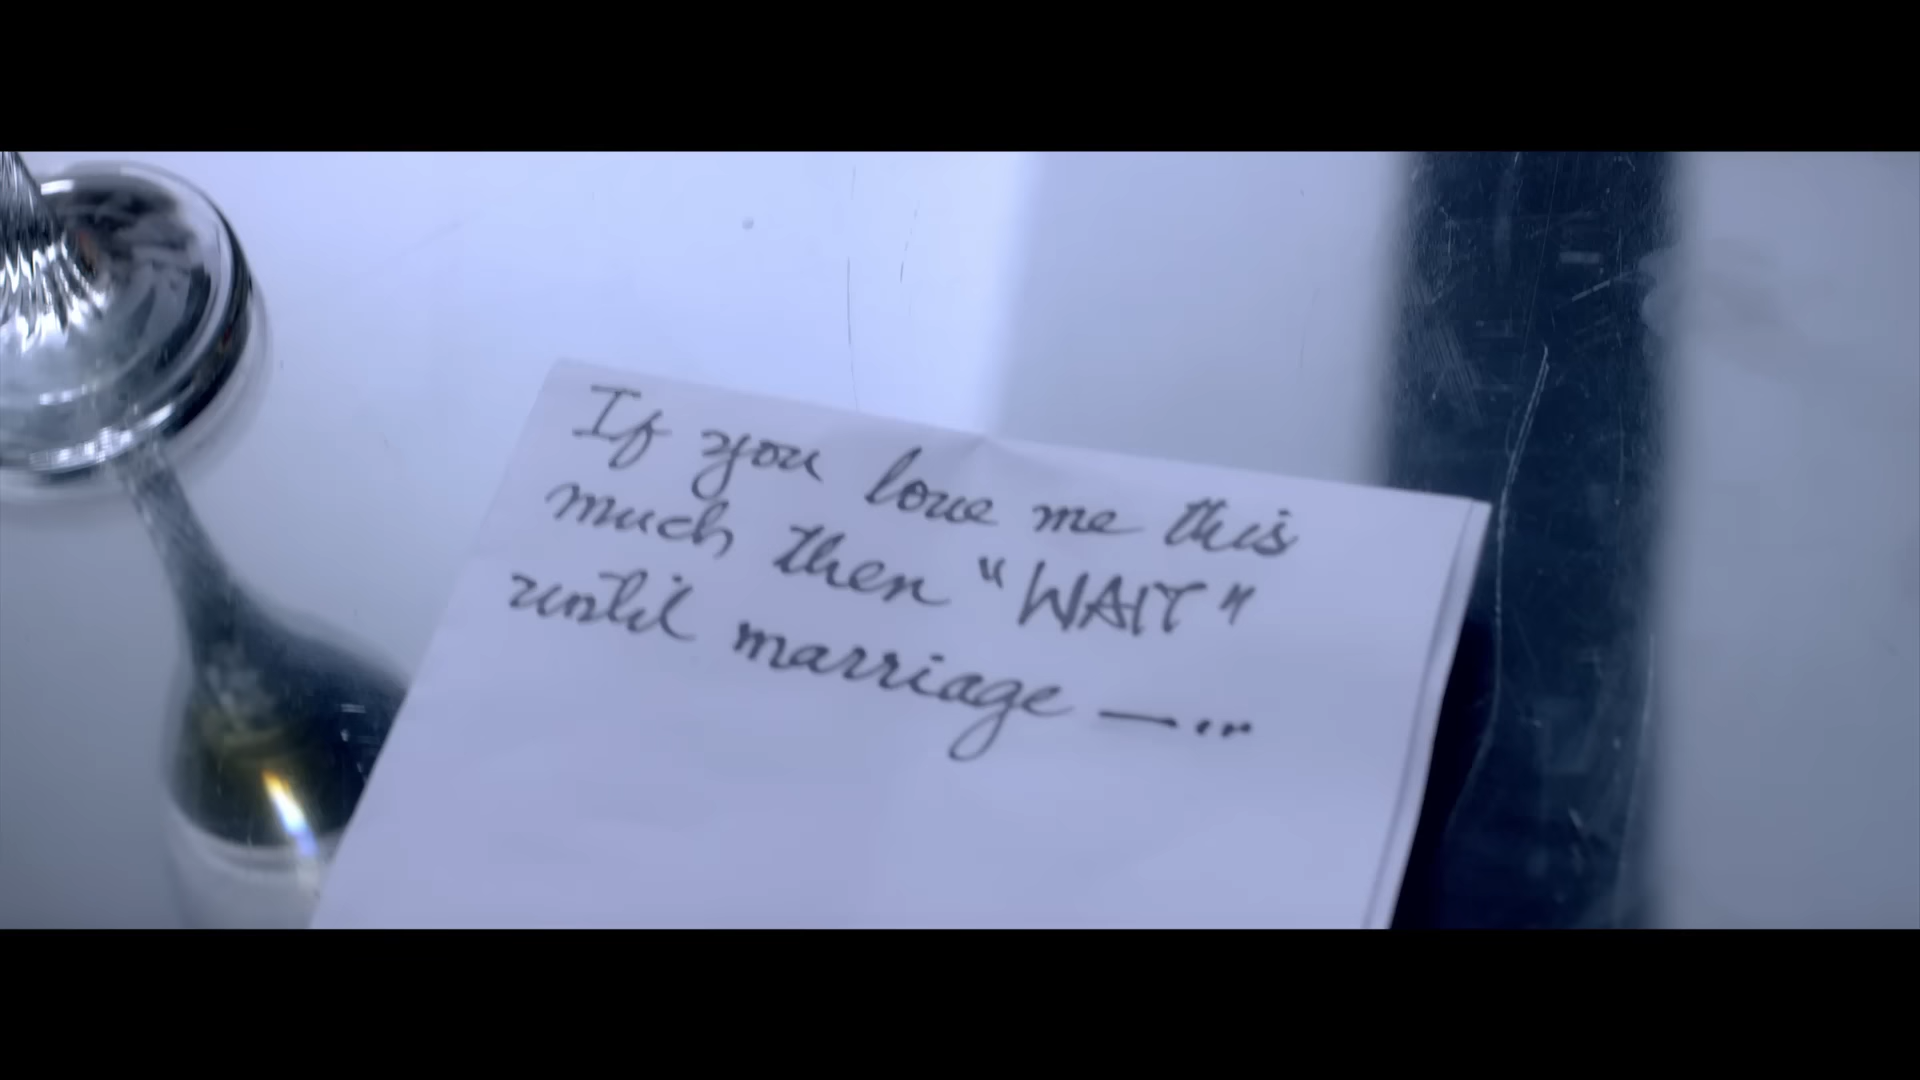 If you love me this
much then "WAIT"
until marriage —...